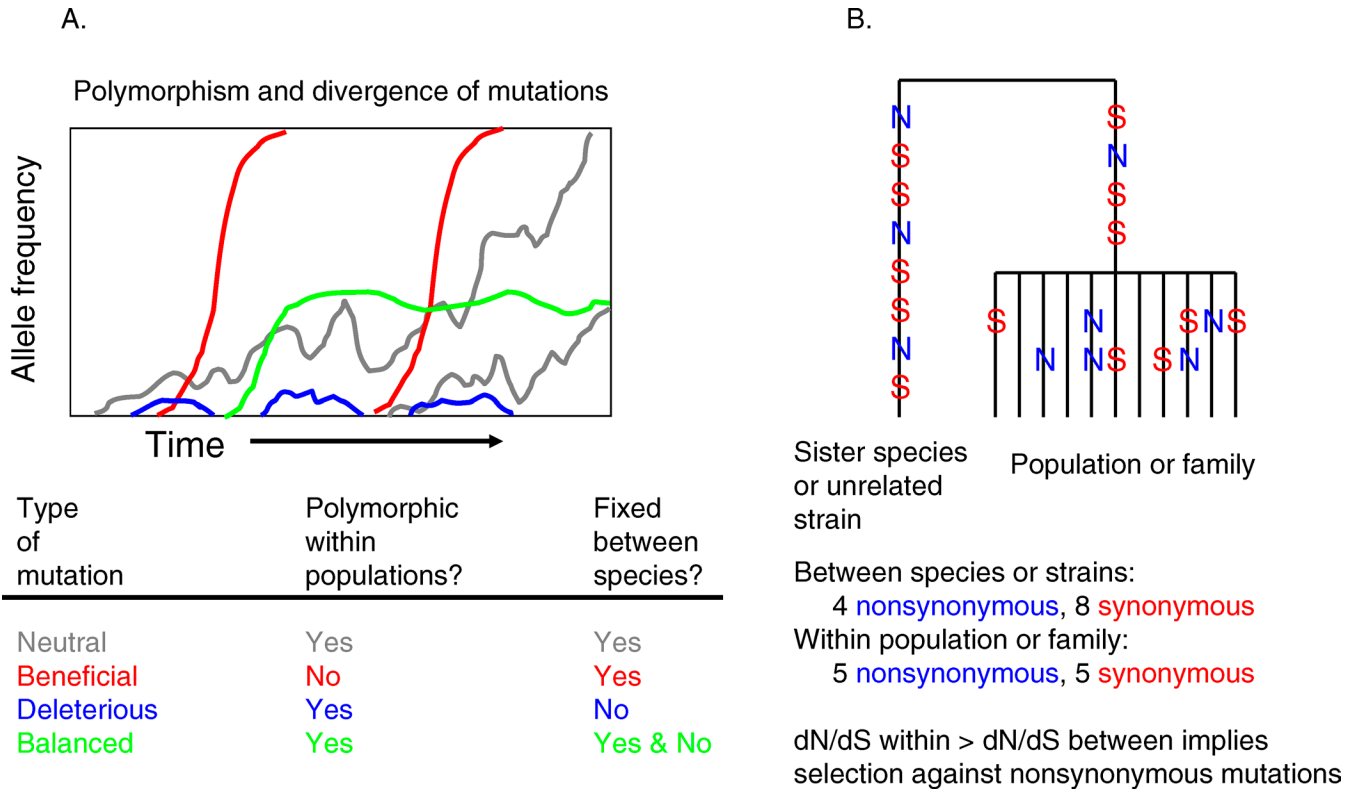 A.
Polymorphism and divergence of mutations
Allele frequency
Time
Type of mutation Polymorphic within populations? Fixed between species?
Neutral Yes Yes
Beneficial No Yes
Deleterious Yes No
Balanced Yes Yes & No
B.
N
S
S
N
S
S
N
S
S
N
S
S
S N S N S
N N S S N
Sister species
or unrelated
strain
Population or family
Between species or strains:
4 nonsynonymous, 8 synonymous
Within population or family:
5 nonsynonymous, 5 synonymous
dN/dS within > dN/dS between implies
selection against nonsynonymous mutations